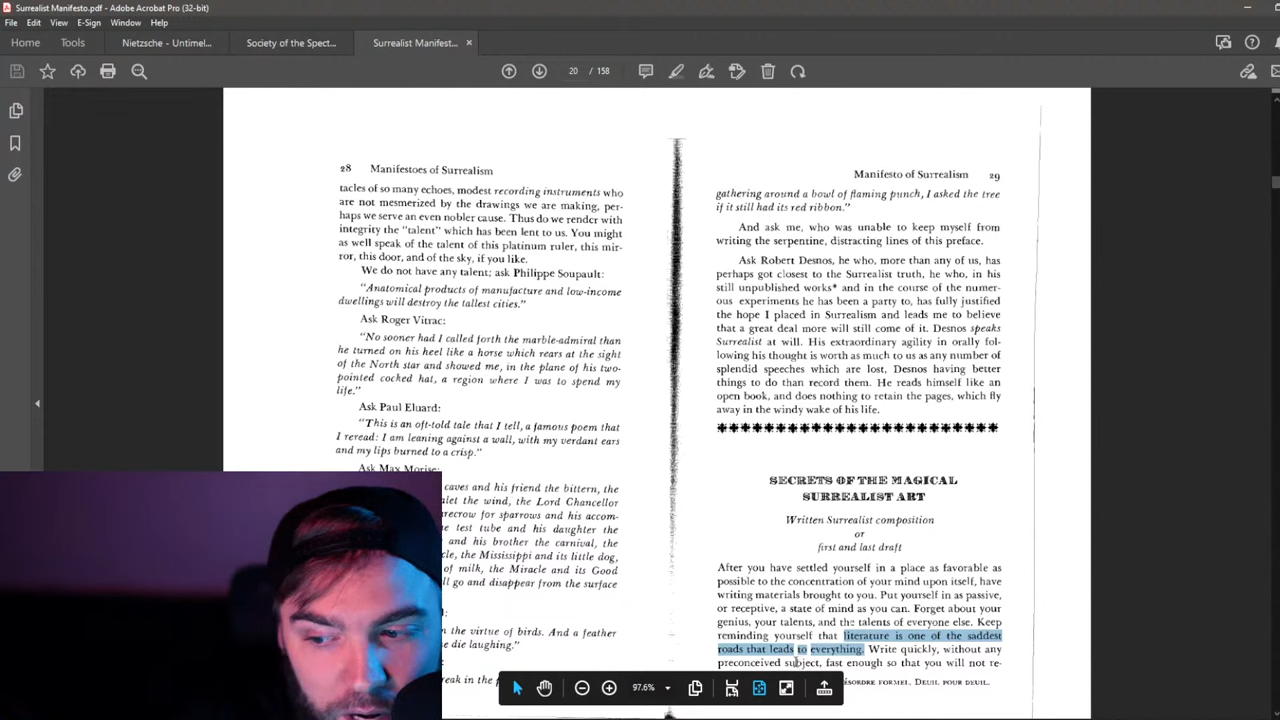 Surrealist Manifesto.pdf - Adobe Acrobat Pro (32-bit)
File Edit View E-Sign Window Help
Home Tools Nietzsche - Untimel... Society of the Spect... Surrealist Manifest... ×
20 / 158
28 Manifestoes of Surrealism
tacles of so many echoes, modest recording instruments who
are not mesmerized by the drawings we are making, per-
haps we serve an even nobler cause. Thus do we render with
integrity the "talent" which has been lent to us. You might
as well speak of the talent of this platinum ruler, this mir-
ror, this door, and of the sky, if you like.
We do not have any talent; ask Philippe Soupault:
"Anatomical products of manufacture and low-income
dwellings will destroy the tallest cities."
Ask Roger Vitrac:
"No sooner had I called forth the marble-admiral than
he turned on his heel like a horse which rears at the sight
of the North star and showed me, in the plane of his two-
pointed cocked hat, a region where I was to spend my
life."
Ask Paul Eluard:
"This is an oft-told tale that I tell, a famous poem that
I reread: I am leaning against a wall, with my verdant ears
and my lips burned to a crisp."
Ask Max Morise:
caves and his friend the bittern, the
the wind, the Lord Chancellor
for sparrows and his accom-
test tube and his daughter the
and his brother the carnival, the
the Mississippi and its little dog,
of milk, the Miracle and its Good
go and disappear from the surface
the virtue of birds. And a feather
die laughing."
in the
Manifesto of Surrealism 29
gathering around a bowl of flaming punch, I asked the tree
if it still had its red ribbon."
And ask me, who was unable to keep myself from
writing the serpentine, distracting lines of this preface.
Ask Robert Desnos, he who, more than any of us, has
perhaps got closest to the Surrealist truth, he who, in his
still unpublished works* and in the course of the numer-
ous experiments he has been a party to, has fully justified
the hope I placed in Surrealism and leads me to believe
that a great deal more will still come of it. Desnos speaks
Surrealist at will. His extraordinary agility in orally fol-
lowing his thought is worth as much to us as any number of
splendid speeches which are lost, Desnos having better
things to do than record them. He reads himself like an
open book, and does nothing to retain the pages, which fly
away in the windy wake of his life.
SECRETS OF THE MAGICAL
SURREALIST ART
Written Surrealist composition
or
first and last draft
After you have settled yourself in a place as favorable as
possible to the concentration of your mind upon itself, have
writing materials brought to you. Put yourself in as passive,
or receptive, a state of mind as you can. Forget about your
genius, your talents, and the talents of everyone else. Keep
reminding yourself that literature is one of the saddest
roads that leads to everything. Write quickly, without any
preconceived subject, fast enough so that you will not re-
FORMEL, DEUIL POUR DEUIL.
97.6%